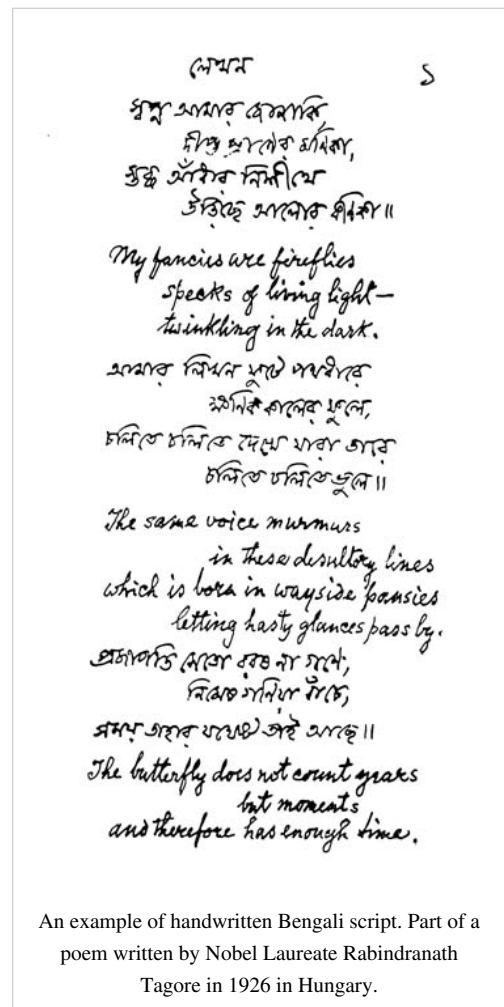 লেখন ১
স্বপ্ন আমার জোনাকি,
দীপ্ত প্রাণের মণিকা,
স্তব্ধ আঁধার নিশীথে
উড়িছে আলোর কণিকা॥
My fancies are fireflies
specks of living light—
twinkling in the dark.
আমার লিখন ফুটে পথধারে
ক্ষণিক কালের ফুলে,
চলিতে চলিতে দেখে যারা তারে
চলিতে চলিতে ভুলে॥
The same voice murmurs
in these desultory lines
which is born in wayside pansies
letting hasty glances pass by.
প্রজাপতি সেতো বরষ না গণে,
নিমেষ গণিয়া বাঁচে,
সময় তাহার যথেষ্ট তাই আছে॥
The butterfly does not count years
but moments
and therefore has enough time.
An example of handwritten Bengali script. Part of a
poem written by Nobel Laureate Rabindranath
Tagore in 1926 in Hungary.